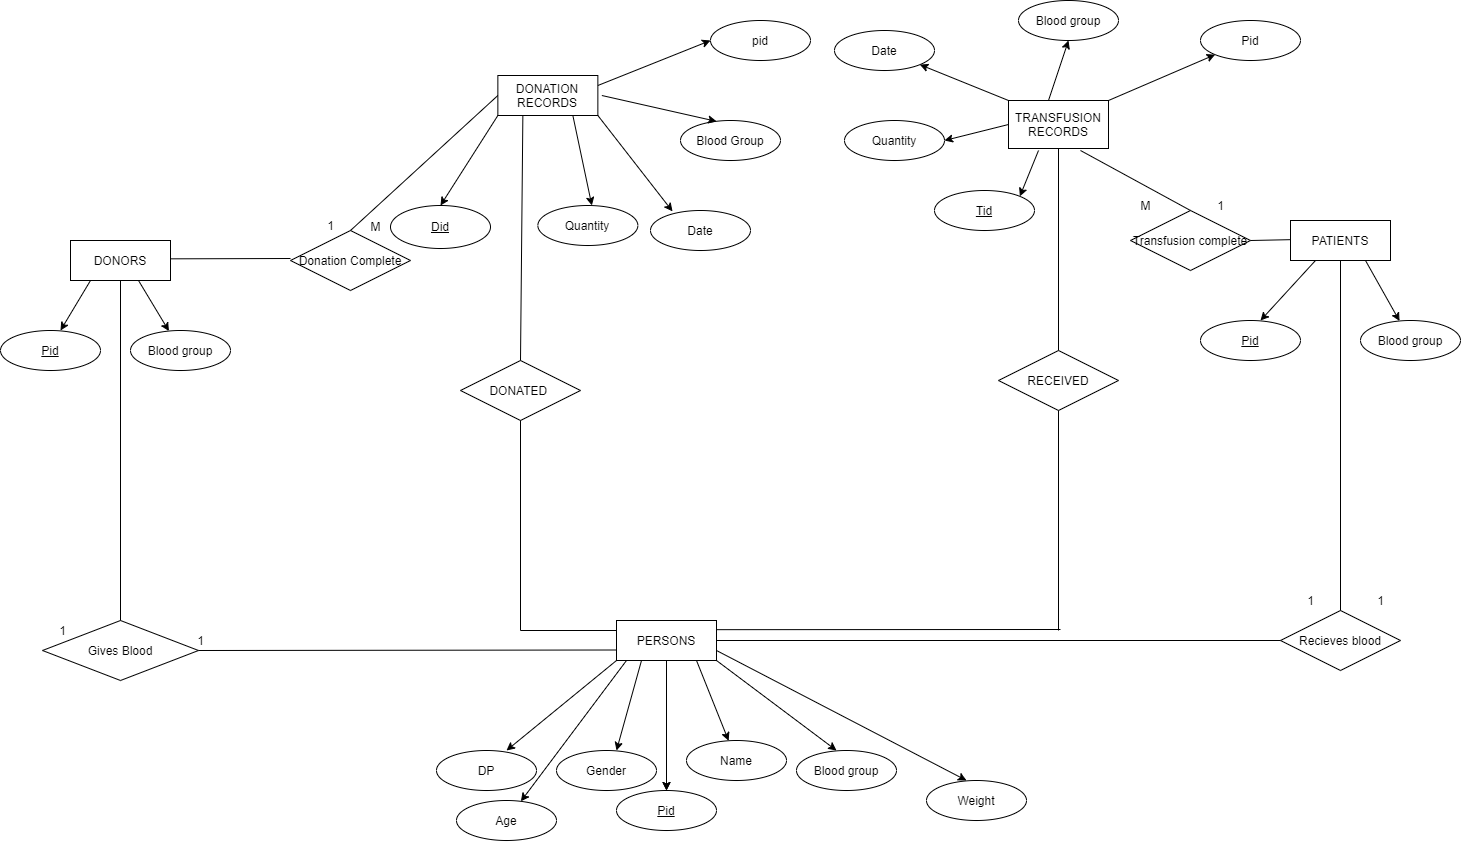 Blood group
pid
Date
Pid
DONATION
RECORDS
TRANSFUSION
RECORDS
Blood Group
Quantity
Tid
M
1
1
M
Did
Quantity
Date
Transfusion complete
PATIENTS
DONORS
Donation Complete
Pid
Blood group
Pid
Blood group
DONATED
RECEIVED
1
1
1
1
Gives Blood
PERSONS
Recieves blood
DP
Gender
Name
Blood group
Age
Pid
Weight